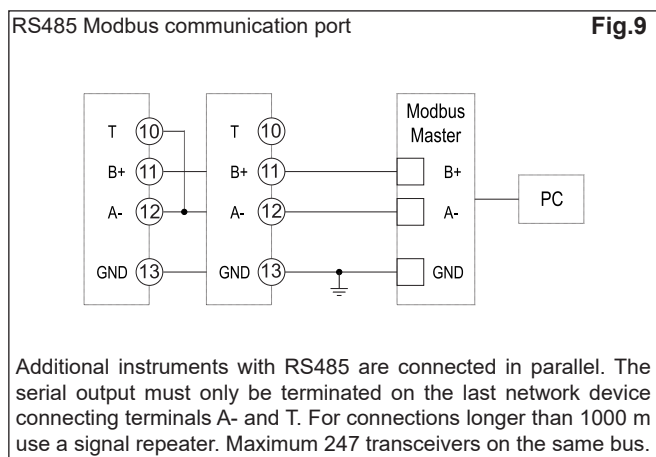 RS485 Modbus communication port Fig.9
Modbus
Master
T 10 T 10
B+ 11 B+ 11 B+
A- 12 A- 12 A-
PC
GND 13 GND 13 GND
Additional instruments with RS485 are connected in parallel. The
serial output must only be terminated on the last network device
connecting terminals A- and T. For connections longer than 1000 m
use a signal repeater. Maximum 247 transceivers on the same bus.